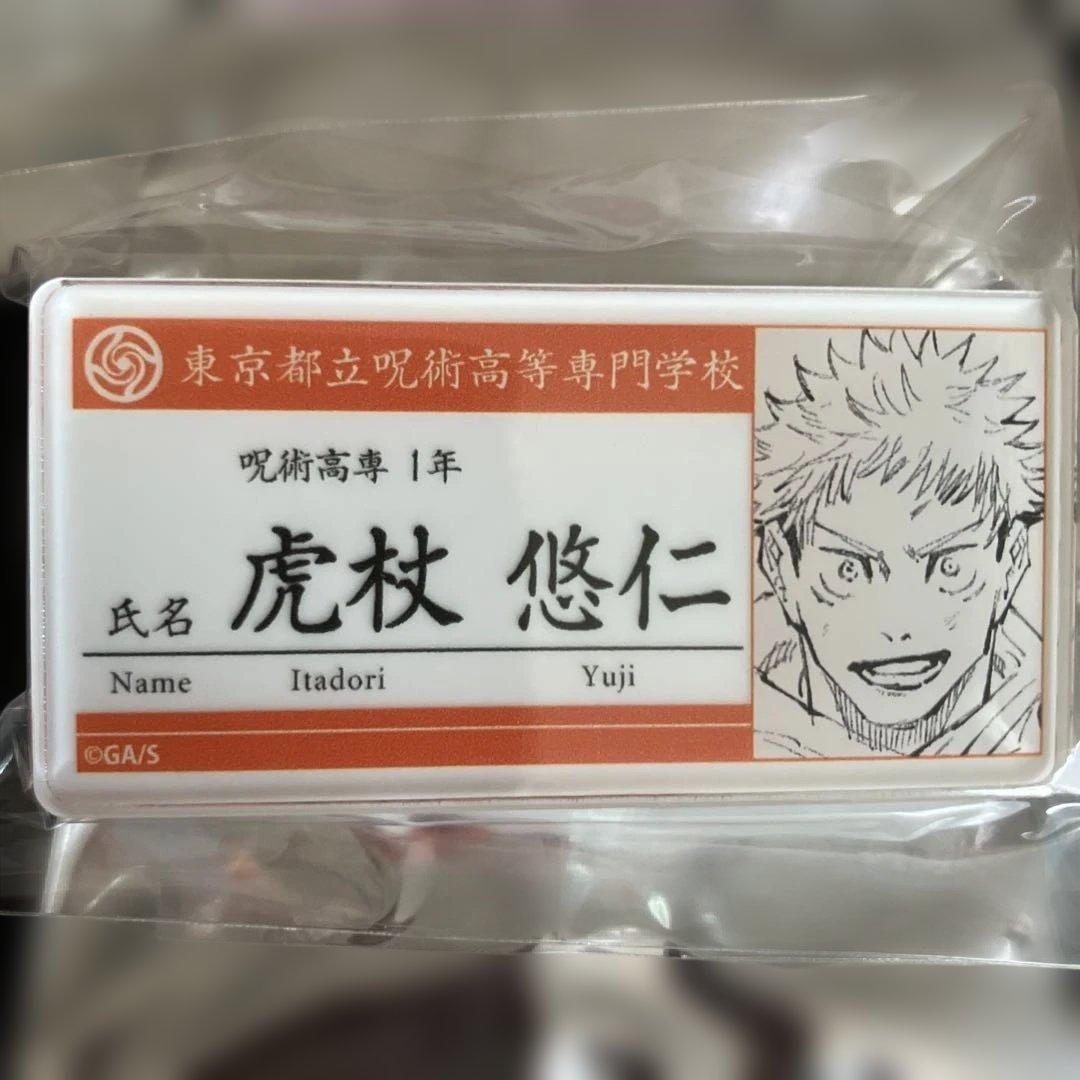 東京都立呪術高等専門学校
呪術高専 1年
氏名 虎杖 悠仁
Name Itadori Yuji
©GA/S